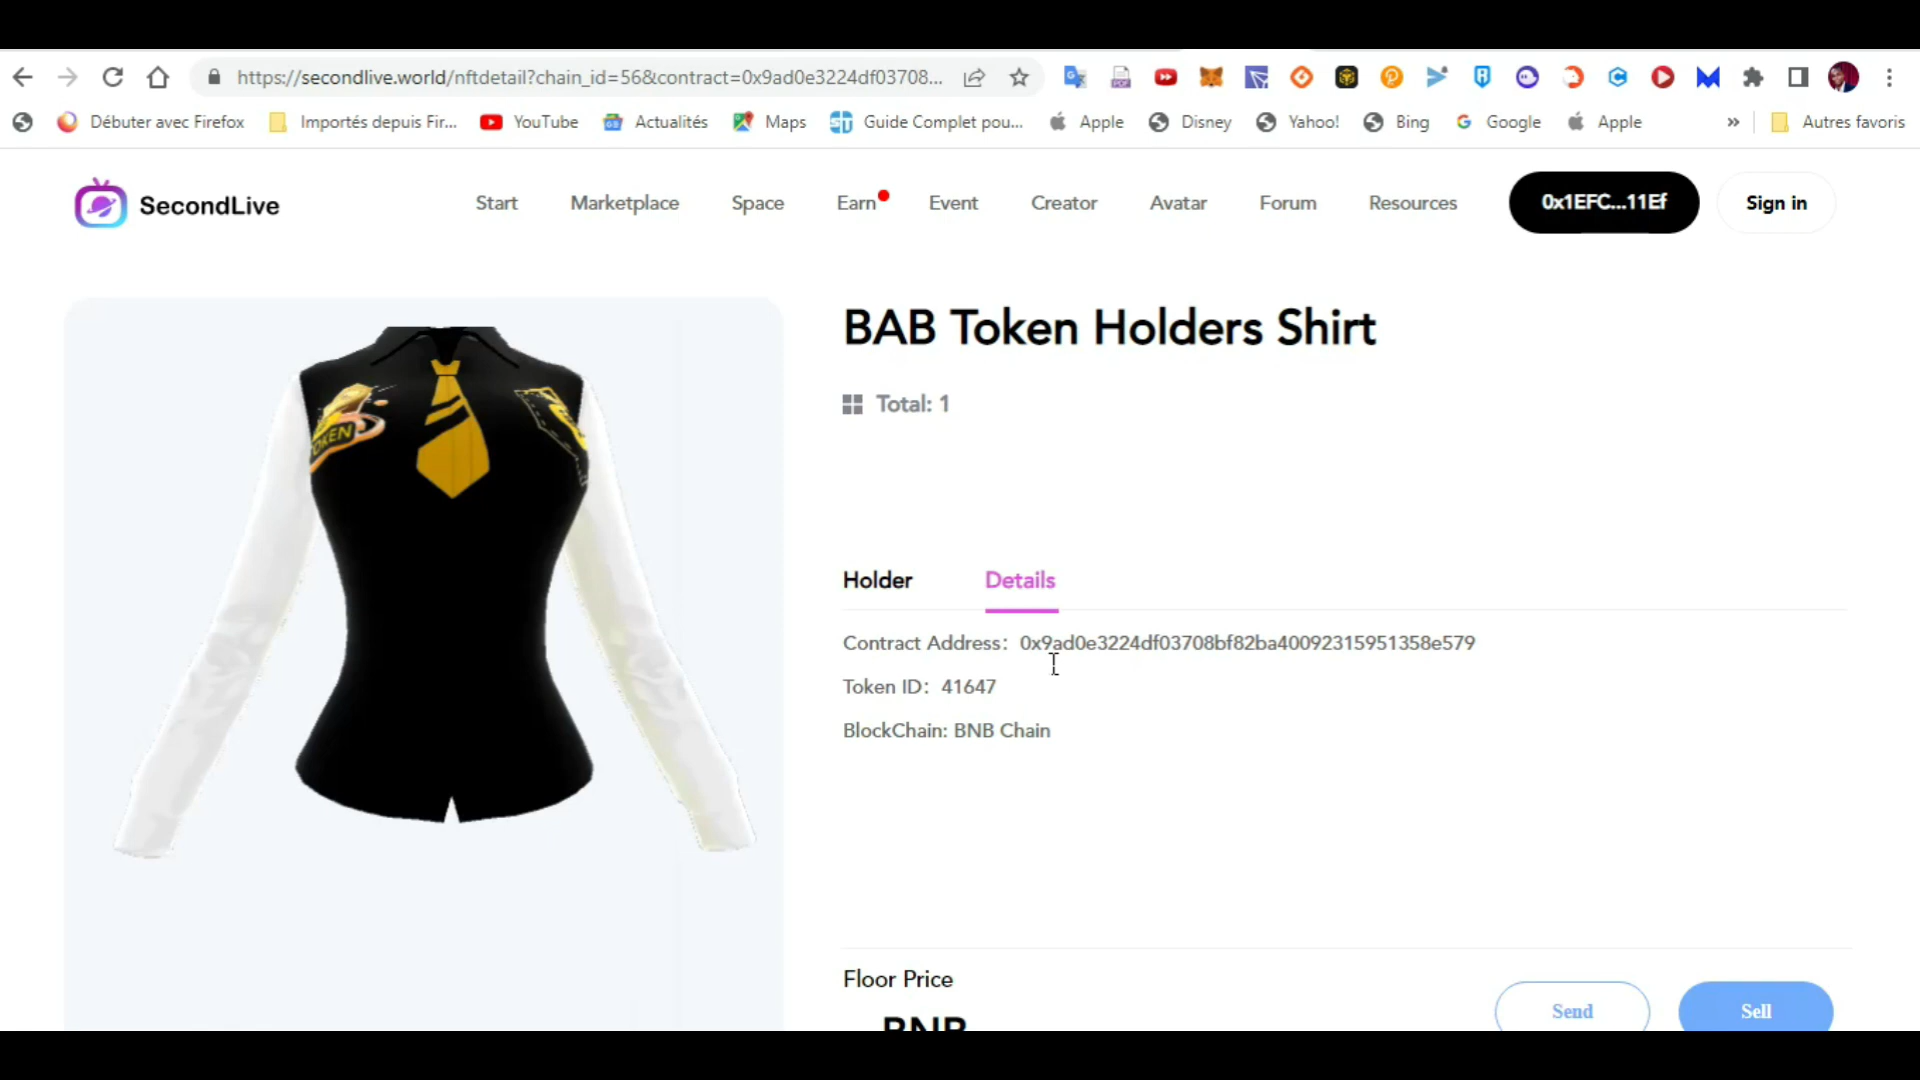 https://secondlive.world/nftdetail?chain_id=56&contract=0x9ad0e3224df03708...
Débuter avec Firefox Importés depuis Fir... YouTube Actualités Maps Guide Complet pou... Apple Disney Yahoo! Bing Google Apple » Autres favoris
SecondLive Start Marketplace Space Earn Event Creator Avatar Forum Resources 0x1EFC...11Ef Sign in
BAB Token Holders Shirt
Total: 1
TOKEN
Holder Details
Contract Address: 0x9ad0e3224df03708bf82ba40092315951358e579
Token ID: 41647
BlockChain: BNB Chain
Floor Price
BNB
Send Sell